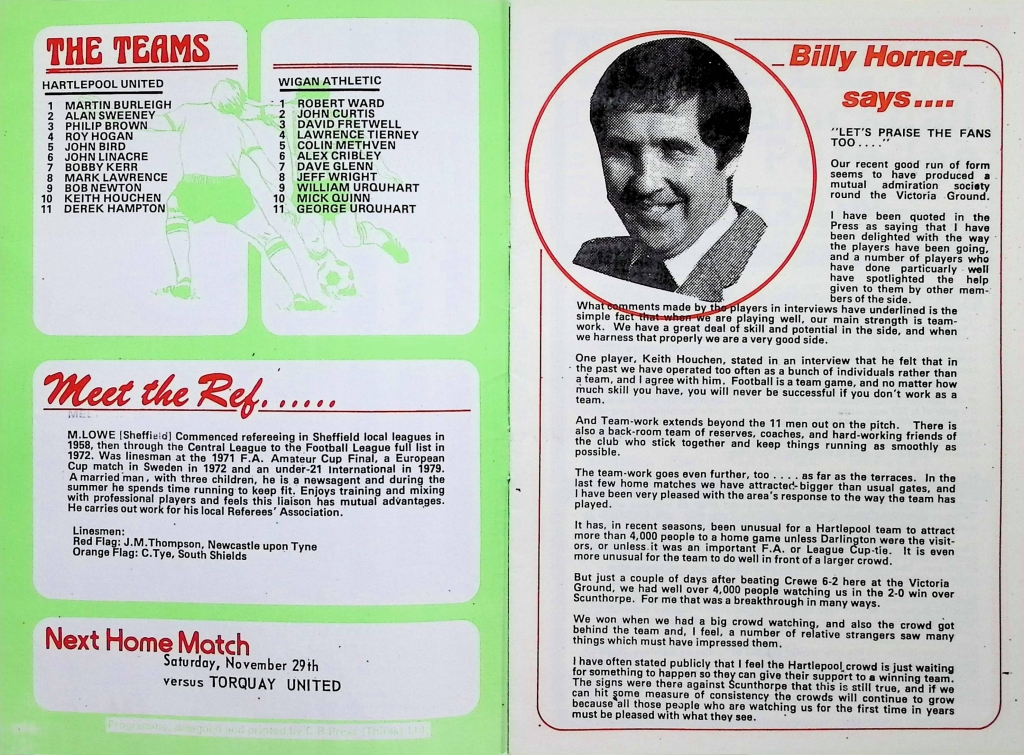 THE TEAMS
HARTLEPOOL UNITED
1 MARTIN BURLEIGH
2 ALAN SWEENEY
3 PHILIP BROWN
4 ROY HOGAN
5 JOHN BIRD
6 JOHN LINACRE
7 BOBBY KERR
8 MARK LAWRENCE
9 BOB NEWTON
10 KEITH HOUCHEN
11 DEREK HAMPTON
WIGAN ATHLETIC
1 ROBERT WARD
2 JOHN CURTIS
3 DAVID FRETWELL
4 LAWRENCE TIERNEY
5 COLIN METHVEN
6 ALEX CRIBLEY
7 DAVE GLENN
8 JEFF WRIGHT
9 WILLIAM URQUHART
10 MICK QUINN
11 GEORGE URQUHART
Meet the Ref......
M.LOWE [Sheffield] Commenced refereeing in Sheffield local leagues in
1958, then through the Central League to the Football League full list in
1972. Was linesman at the 1971 F.A. Amateur Cup Final, a European
Cup match in Sweden in 1972 and an under-21 International in 1979.
A married man, with three children, he is a newsagent and during the
summer he spends time running to keep fit. Enjoys training and mixing
with professional players and feels this liaison has mutual advantages.
He carries out work for his local Referees' Association.
Linesmen:
Red Flag: J.M.Thompson, Newcastle upon Tyne
Orange Flag: C.Tye, South Shields
Next Home Match
Saturday, November 29th
versus TORQUAY UNITED
Billy Horner
says....
"LET'S PRAISE THE FANS
TOO...."
Our recent good run of form
seems to have produced a
mutual admiration society
round the Victoria Ground.
I have been quoted in the
Press as saying that I have
been delighted with the way
the players have been going,
and a number of players who
have done particuarly well
have spotlighted the help
given to them by other mem-
bers of the side.
What comments made by the players in interviews have underlined is the
simple fact that when we are playing well, our main strength is team-
work. We have a great deal of skill and potential in the side, and when
we harness that properly we are a very good side.
One player, Keith Houchen, stated in an interview that he felt that in
the past we have operated too often as a bunch of individuals rather than
a team, and I agree with him. Football is a team game, and no matter how
much skill you have, you will never be successful if you don't work as a
team.
And Team-work extends beyond the 11 men out on the pitch. There is
also a back-room team of reserves, coaches, and hard-working friends of
the club who stick together and keep things running as smoothly as
possible.
The team-work goes even further, too .... as far as the terraces. In the
last few home matches we have attracted bigger than usual gates, and
I have been very pleased with the area's response to the way the team has
played.
It has, in recent seasons, been unusual for a Hartlepool team to attract
more than 4,000 people to a home game unless Darlington were the visit-
ors, or unless it was an important F.A. or League Cup-tie. It is even
more unusual for the team to do well in front of a larger crowd.
But just a couple of days after beating Crewe 6-2 here at the Victoria
Ground, we had well over 4,000 people watching us in the 2-0 win over
Scunthorpe. For me that was a breakthrough in many ways.
We won when we had a big crowd watching, and also the crowd got
behind the team and, I feel, a number of relative strangers saw many
things which must have impressed them.
I have often stated publicly that I feel the Hartlepool crowd is just waiting
for something to happen so they can give their support to a winning team.
The signs were there against Scunthorpe that this is still true, and if we
can hit some measure of consistency the crowds will continue to grow
because all those people who are watching us for the first time in years
must be pleased with what they see.